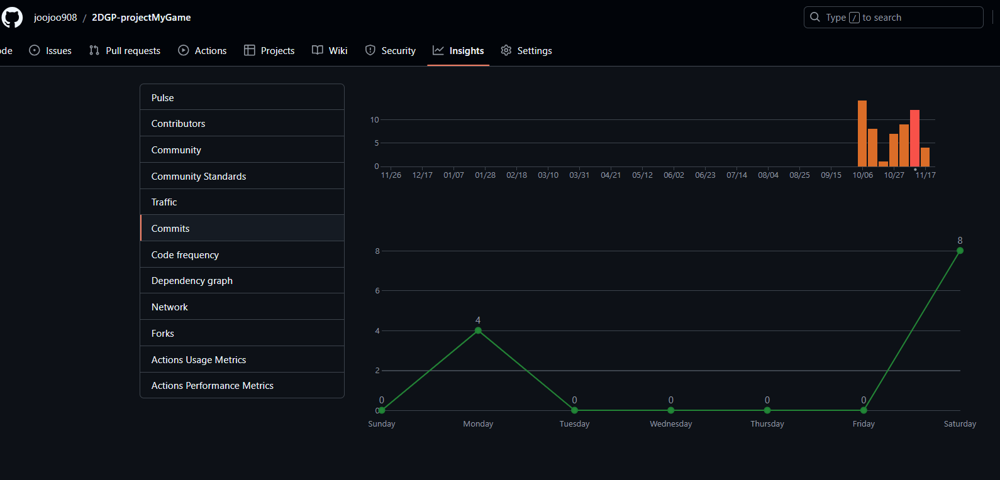 joojoo908 / 2DGP-projectMyGame
Type / to search
ode Issues Pull requests Actions Projects Wiki Security Insights Settings
Pulse
Contributors
Community
Community Standards
Traffic
Commits
Code frequency
Dependency graph
Network
Forks
Actions Usage Metrics
Actions Performance Metrics
10
5
0
11/26 12/17 01/07 01/28 02/18 03/10 03/31 04/21 05/12 06/02 06/23 07/14 08/04 08/25 09/15 10/06 10/27 11/17
8
8
6
4
4
2
0 0 0 0 0
0
Sunday Monday Tuesday Wednesday Thursday Friday Saturday